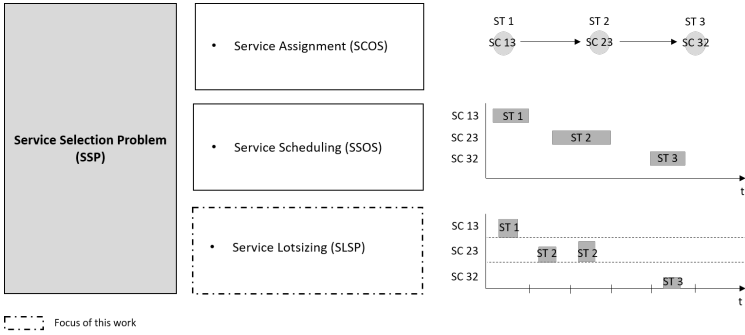 Service Selection Problem
(SSP)
• Service Assignment (SCOS)
ST 1 ST 2 ST 3
SC 13 SC 23 SC 32
• Service Scheduling (SSOS)
SC 13 ST 1
SC 23 ST 2
SC 32 ST 3
t
• Service Lotsizing (SLSP)
SC 13 ST 1
SC 23 ST 2 ST 2
SC 32 ST 3
t
Focus of this work